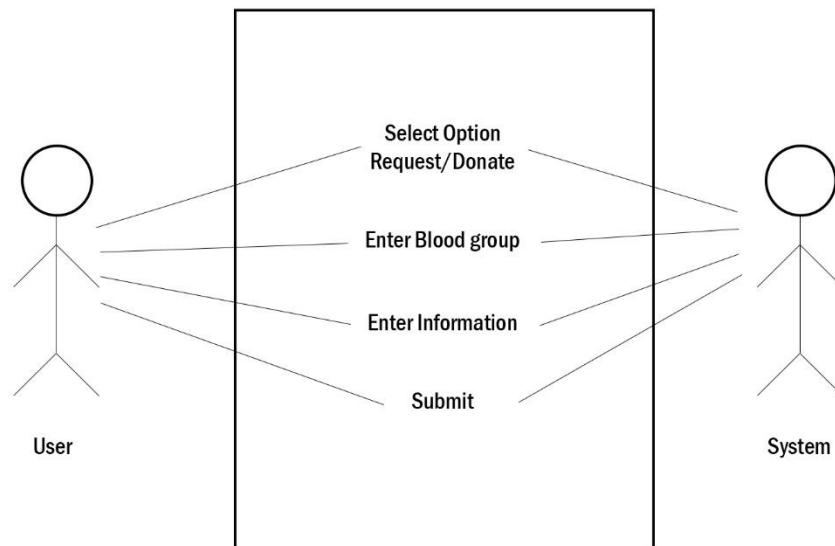 Select Option
Request/Donate
Enter Blood group
Enter Information
Submit
User
System